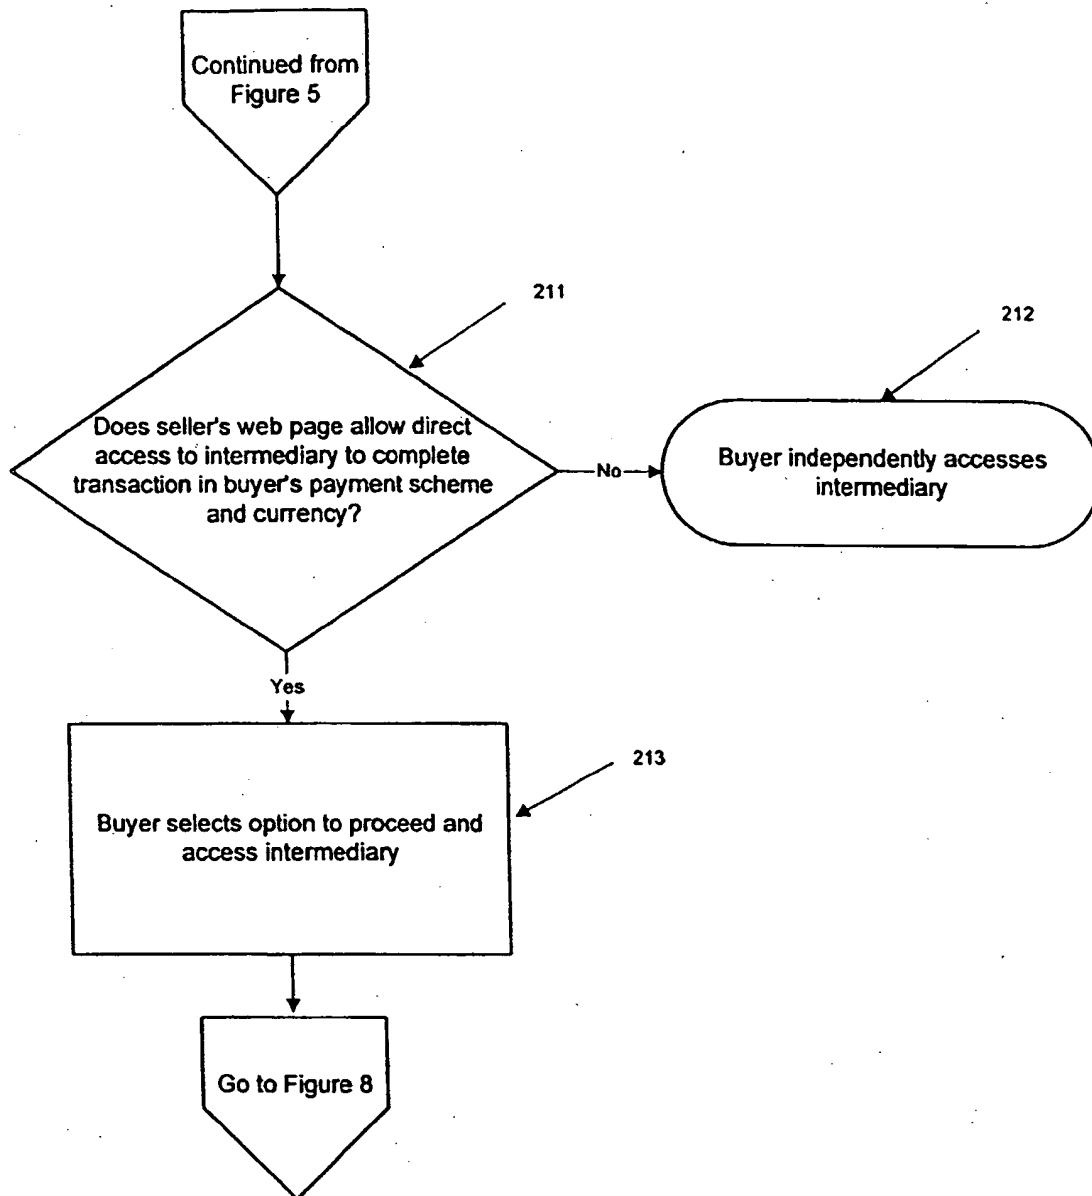 Continued from
Figure 5
211
212
Does seller's web page allow direct
access to intermediary to complete
transaction in buyer's payment scheme
and currency?
No
Buyer independently accesses
intermediary
Yes
213
Buyer selects option to proceed and
access intermediary
Go to Figure 8